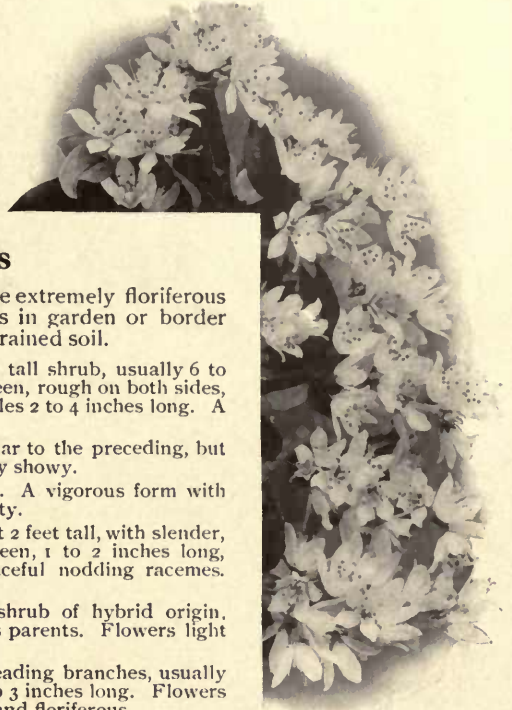 s
e extremely floriferous
s in garden or border
rained soil.
tall shrub, usually 6 to
een, rough on both sides,
les 2 to 4 inches long. A
ar to the preceding, but
y showy.
. A vigorous form with
ty.
t 2 feet tall, with slender,
een, 1 to 2 inches long,
ceful nodding racemes.
shrub of hybrid origin,
s parents. Flowers light
eading branches, usually
o 3 inches long. Flowers
and floriferous.